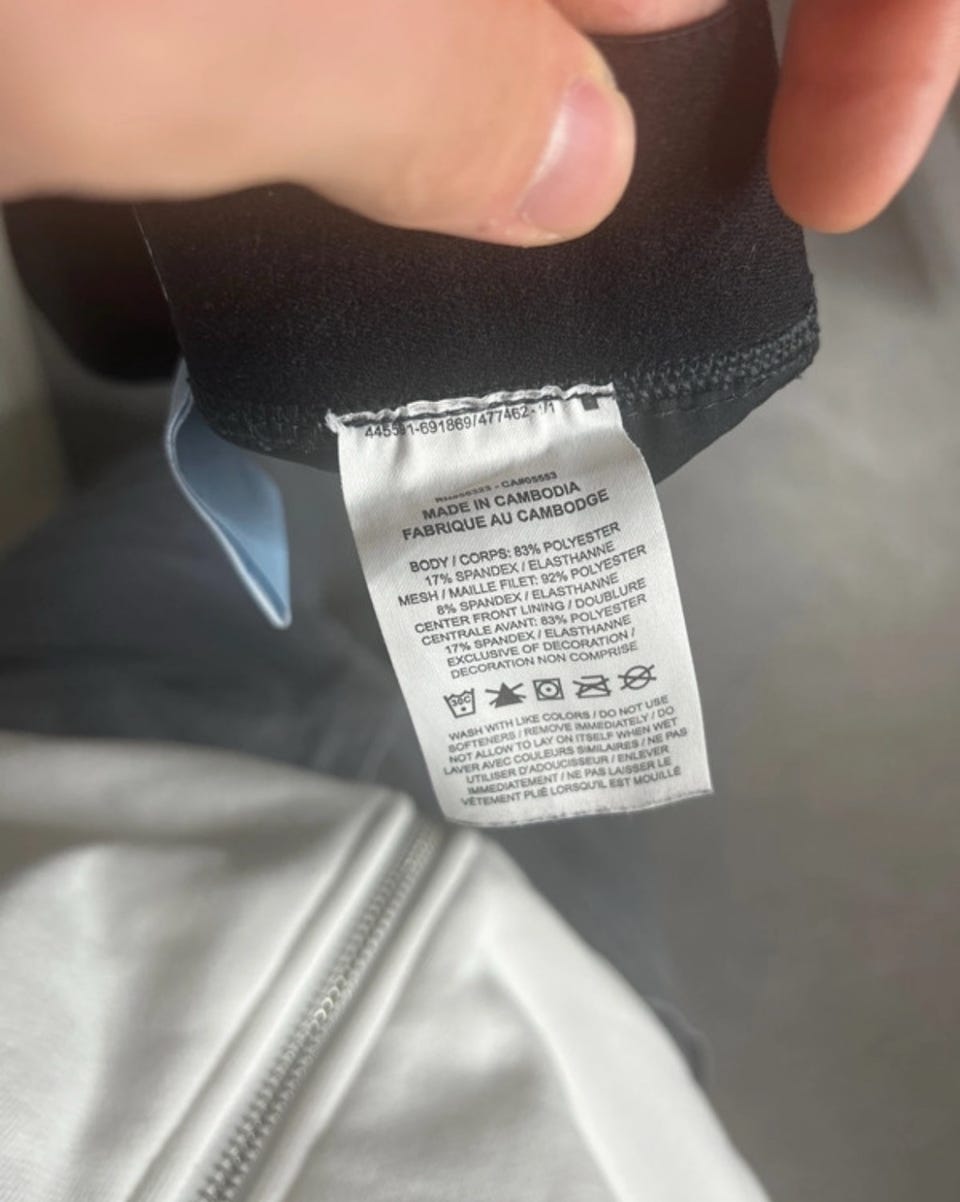 MADE IN CAMBODIA
FABRIQUE AU CAMBODGE
BODY / CORPS: 83% POLYESTER
17% SPANDEX / ELASTHANNE
MESH / MAILLE FILET: 92% POLYESTER
8% SPANDEX / ELASTHANNE
CENTER FRONT LINING / DOUBLURE
CENTRALE AVANT: 83% POLYESTER
17% SPANDEX / ELASTHANNE
EXCLUSIVE OF DECORATION /
DECORATION NON COMPRISE
30C
WASH WITH LIKE COLORS / DO NOT USE
SOFTENERS / REMOVE IMMEDIATELY / DO
NOT ALLOW TO LAY ON ITSELF WHEN WET
LAVER AVEC COULEURS SIMILAIRES / NE PAS
UTILISER D'ADOUCISSEUR / ENLEVER
IMMEDIATEMENT / NE PAS LAISSER LE
VÊTEMENT PLIÉ LORSQU'IL EST MOUILLÉ